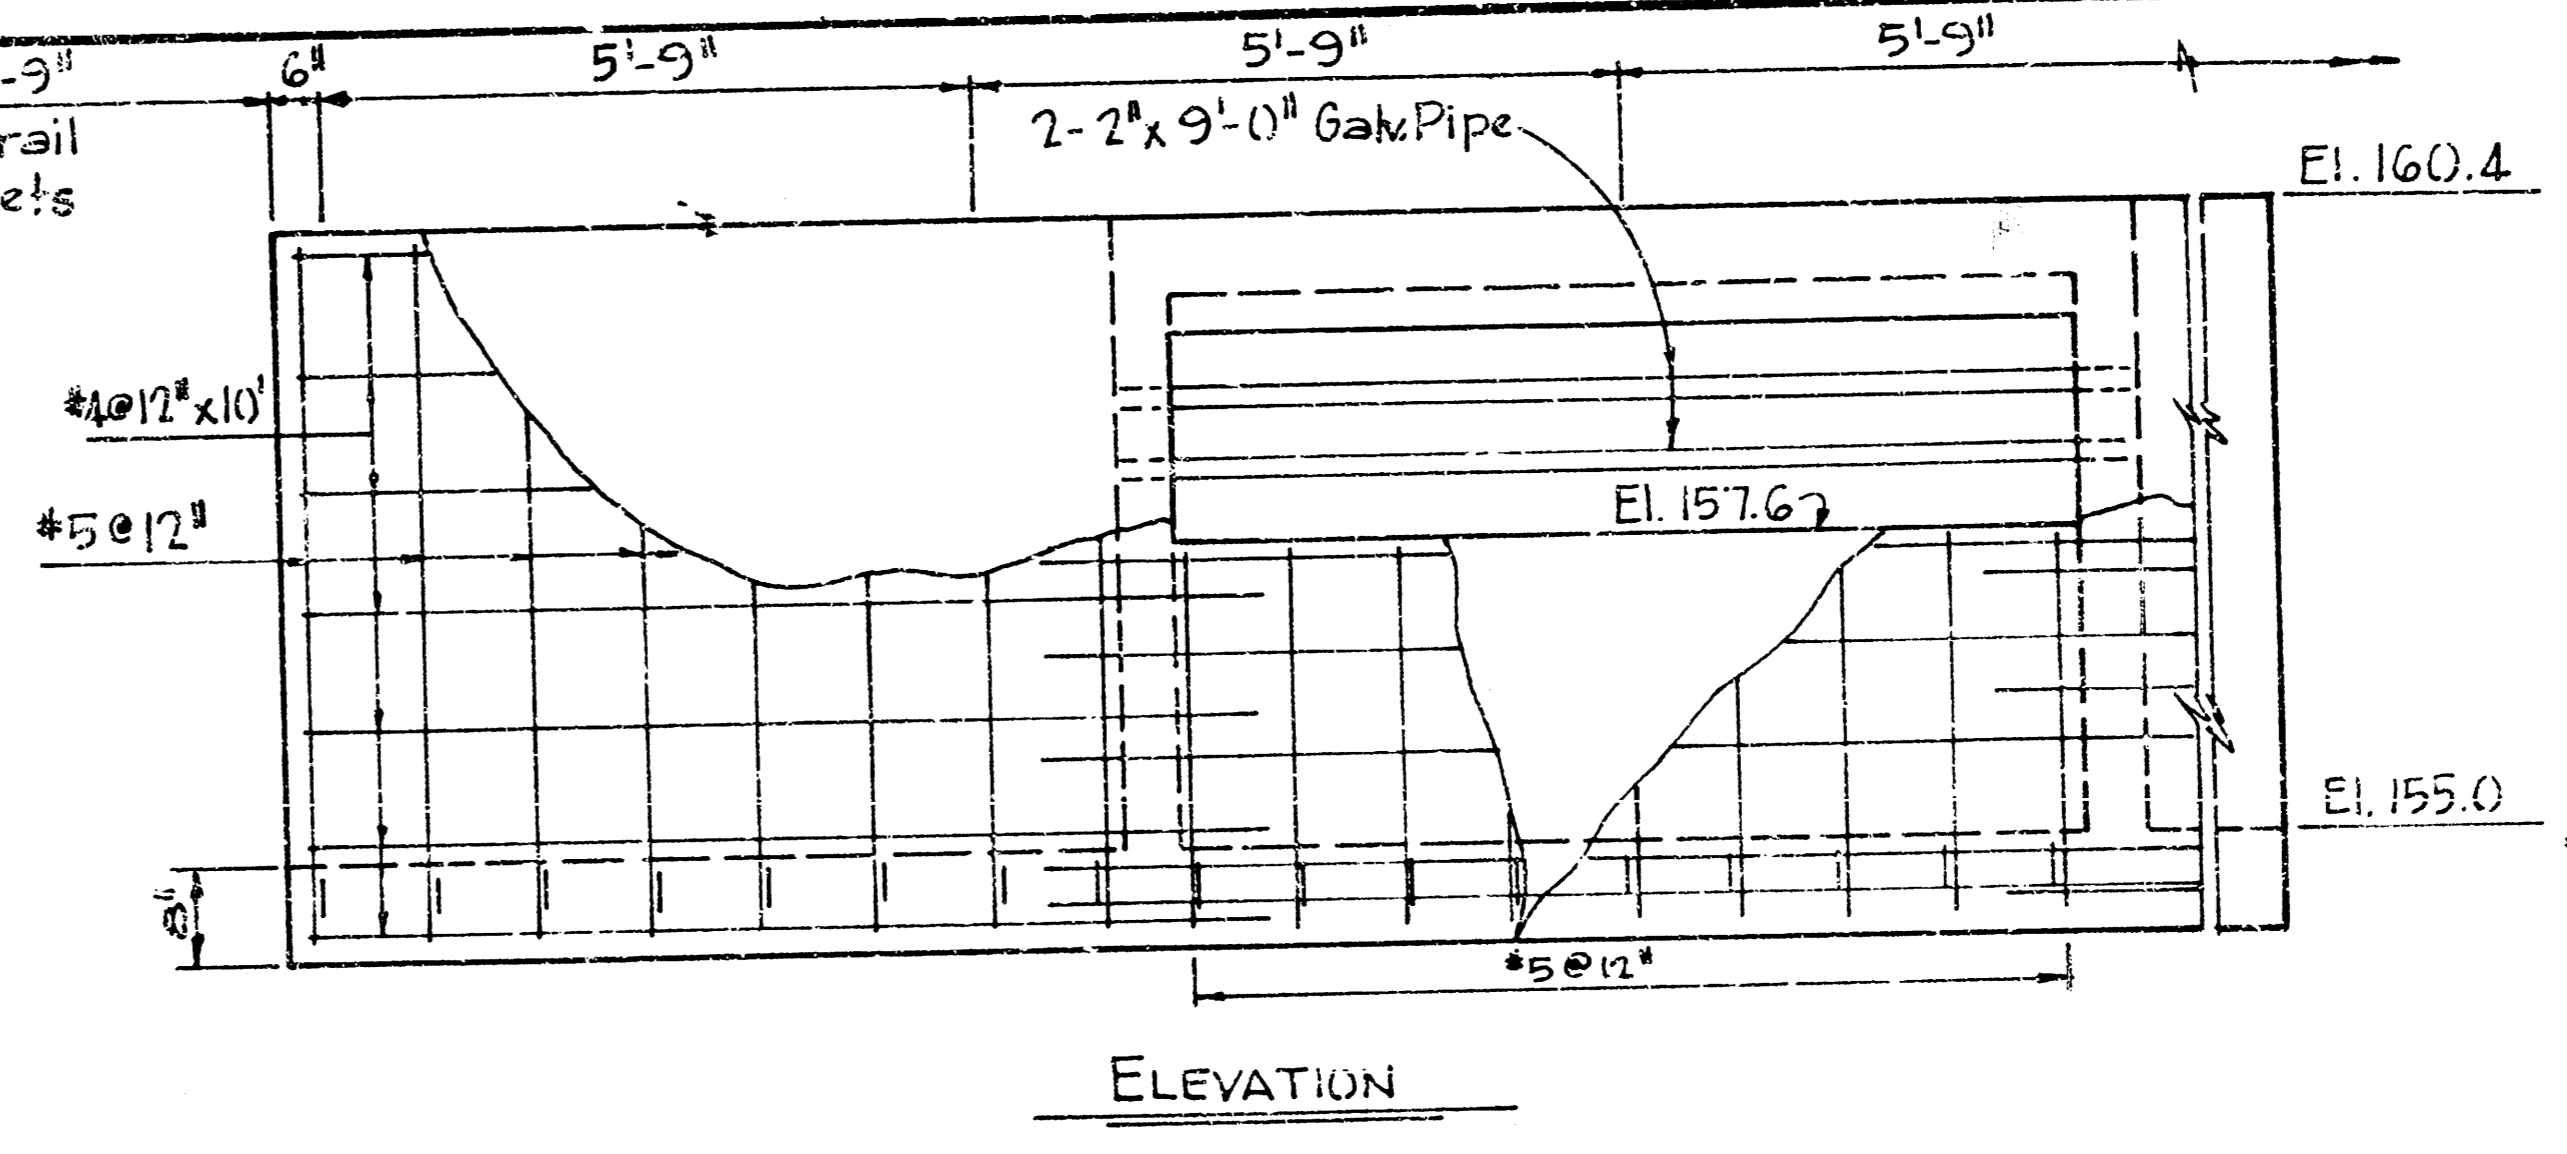 -9"
6"
5'-9"
5'-9"
5'-9"
rail
ets
2-2"x 9'-0" Galv. Pipe
El. 160.4
#4@12"x10'
#5@12"
El. 157.67
El. 155.0
8"
#5@12"
ELEVATION